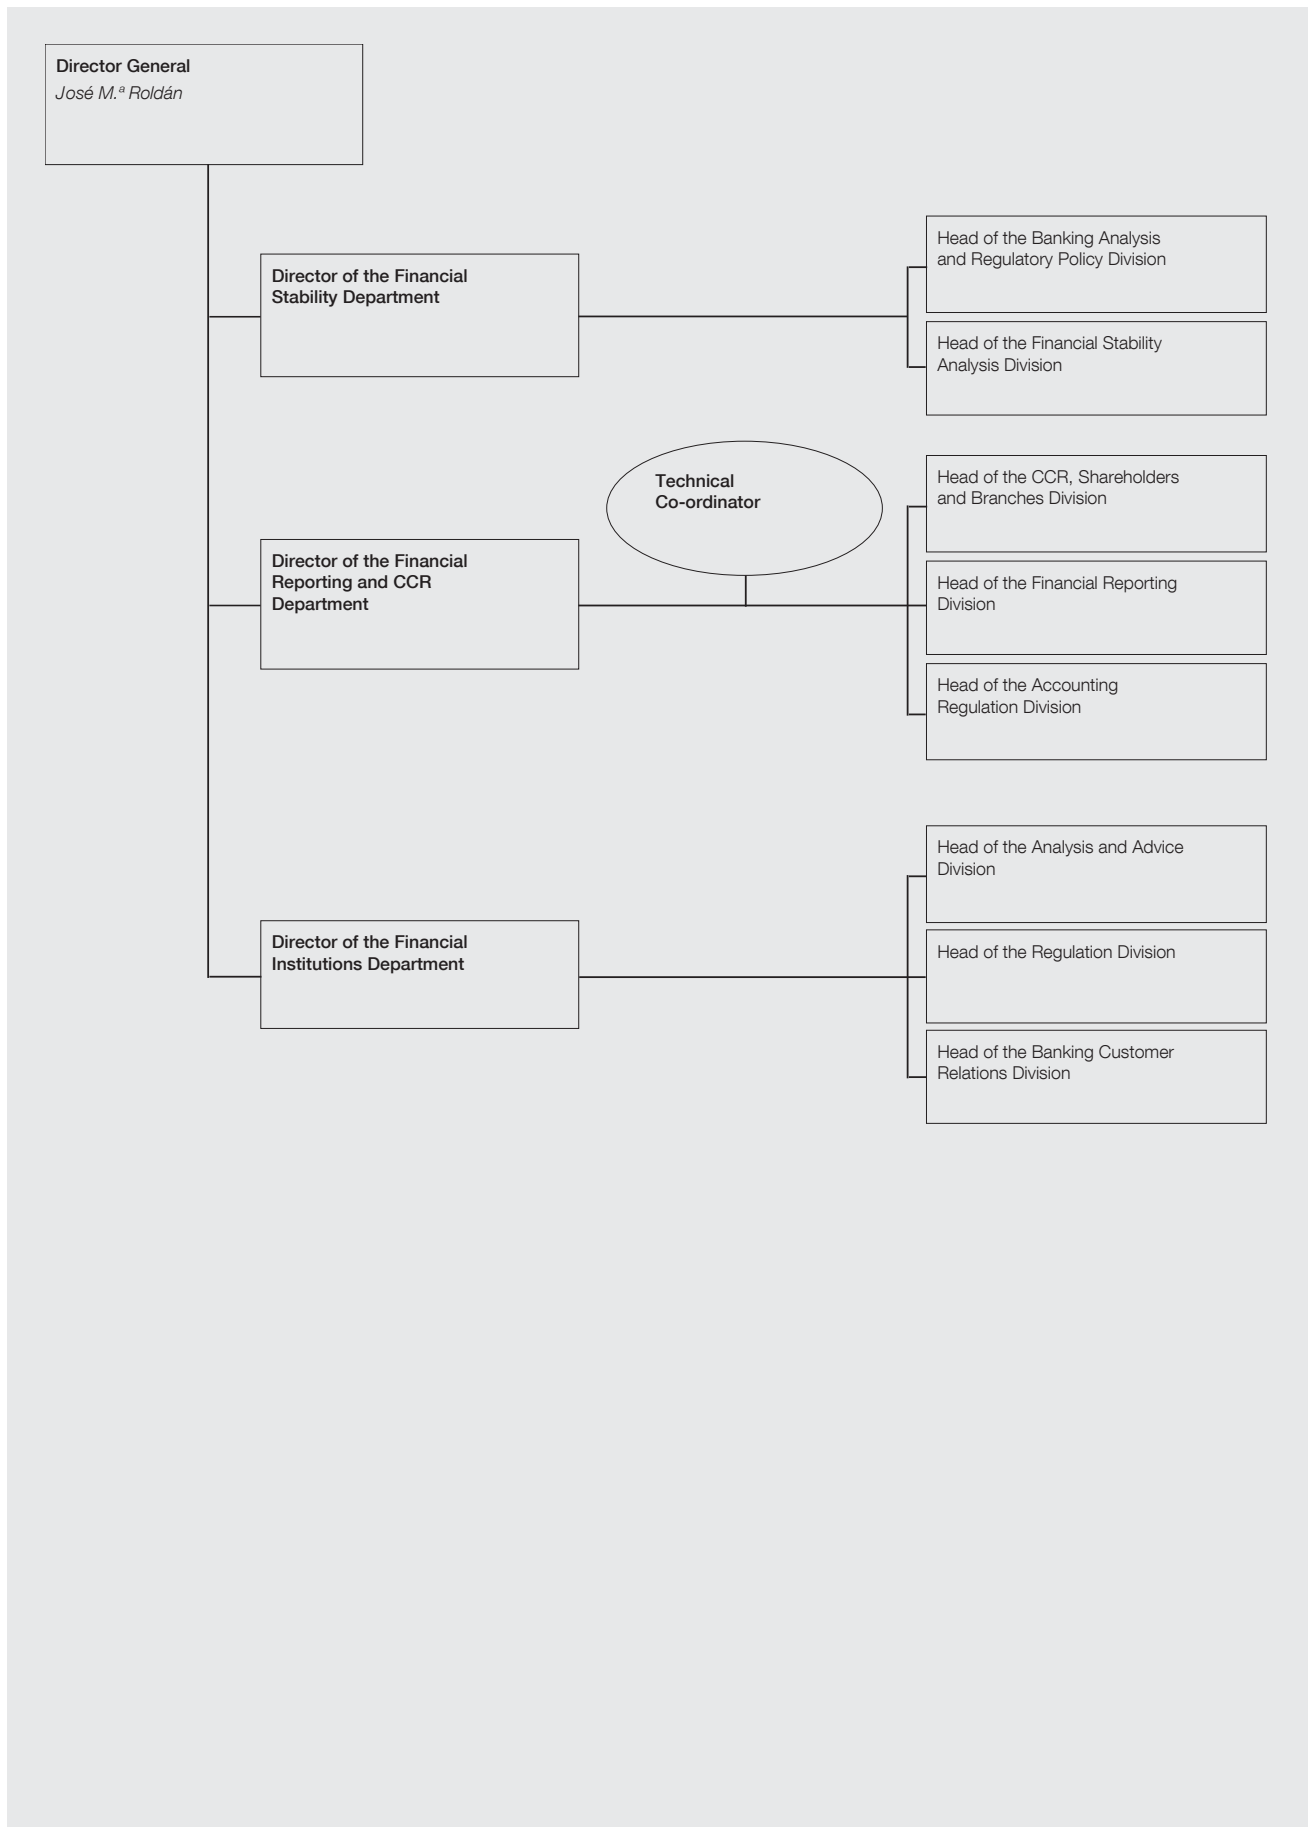 Director General
José M.ª Roldán
Director of the Financial
Stability Department
Head of the Banking Analysis
and Regulatory Policy Division
Head of the Financial Stability
Analysis Division
Technical
Co-ordinator
Director of the Financial
Reporting and CCR
Department
Head of the CCR, Shareholders
and Branches Division
Head of the Financial Reporting
Division
Head of the Accounting
Regulation Division
Director of the Financial
Institutions Department
Head of the Analysis and Advice
Division
Head of the Regulation Division
Head of the Banking Customer
Relations Division